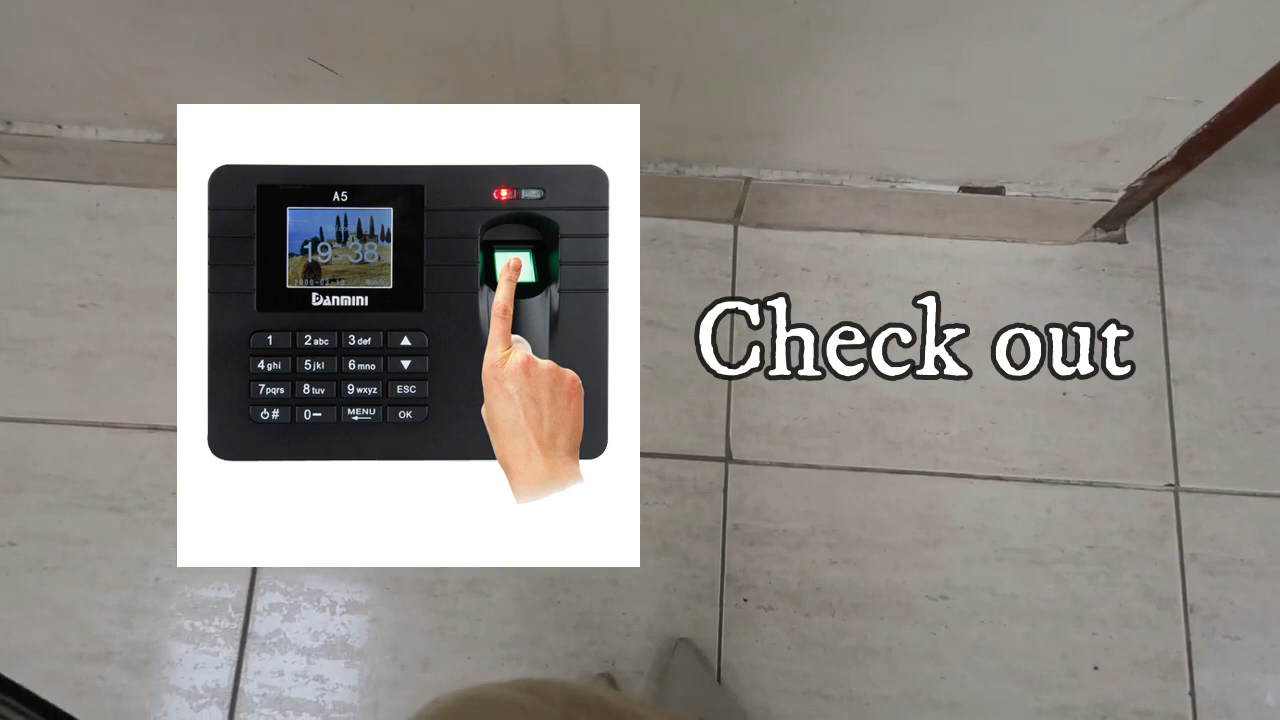 A5
19-38
DANMINI
1 2abc 3def ▲
4ghi 5jkl 6mno ▼
7pqrs 8tuv 9wxyz ESC
⏻# 0– MENU OK
Check out